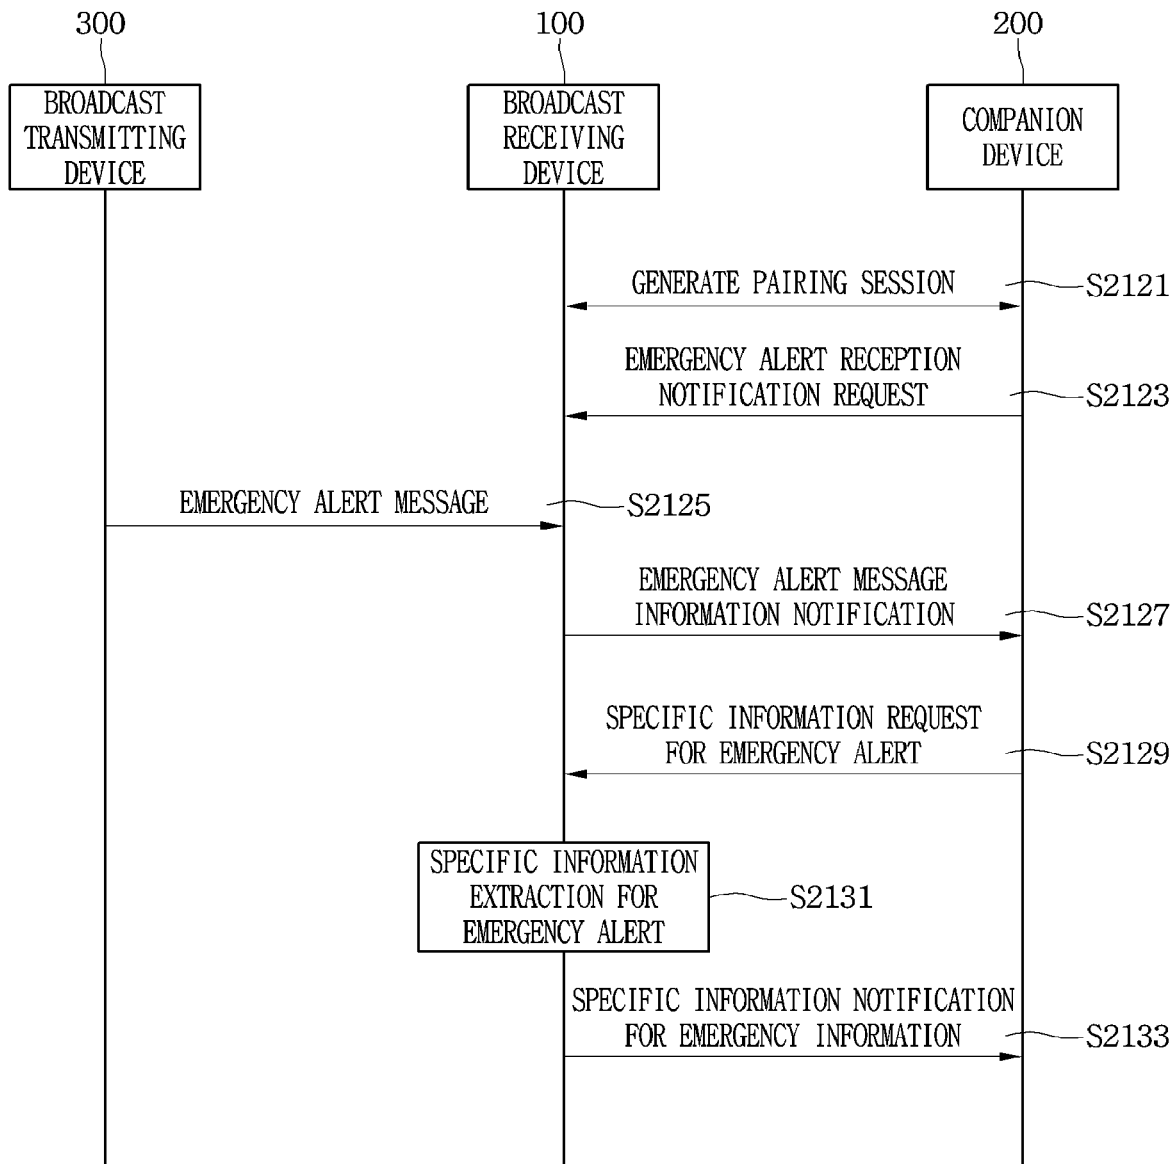 300
100
200
BROADCAST
TRANSMITTING
DEVICE
BROADCAST
RECEIVING
DEVICE
COMPANION
DEVICE
GENERATE PAIRING SESSION
S2121
EMERGENCY ALERT RECEPTION
NOTIFICATION REQUEST
S2123
EMERGENCY ALERT MESSAGE
S2125
EMERGENCY ALERT MESSAGE
INFORMATION NOTIFICATION
S2127
SPECIFIC INFORMATION REQUEST
FOR EMERGENCY ALERT
S2129
SPECIFIC INFORMATION
EXTRACTION FOR
EMERGENCY ALERT
S2131
SPECIFIC INFORMATION NOTIFICATION
FOR EMERGENCY INFORMATION
S2133